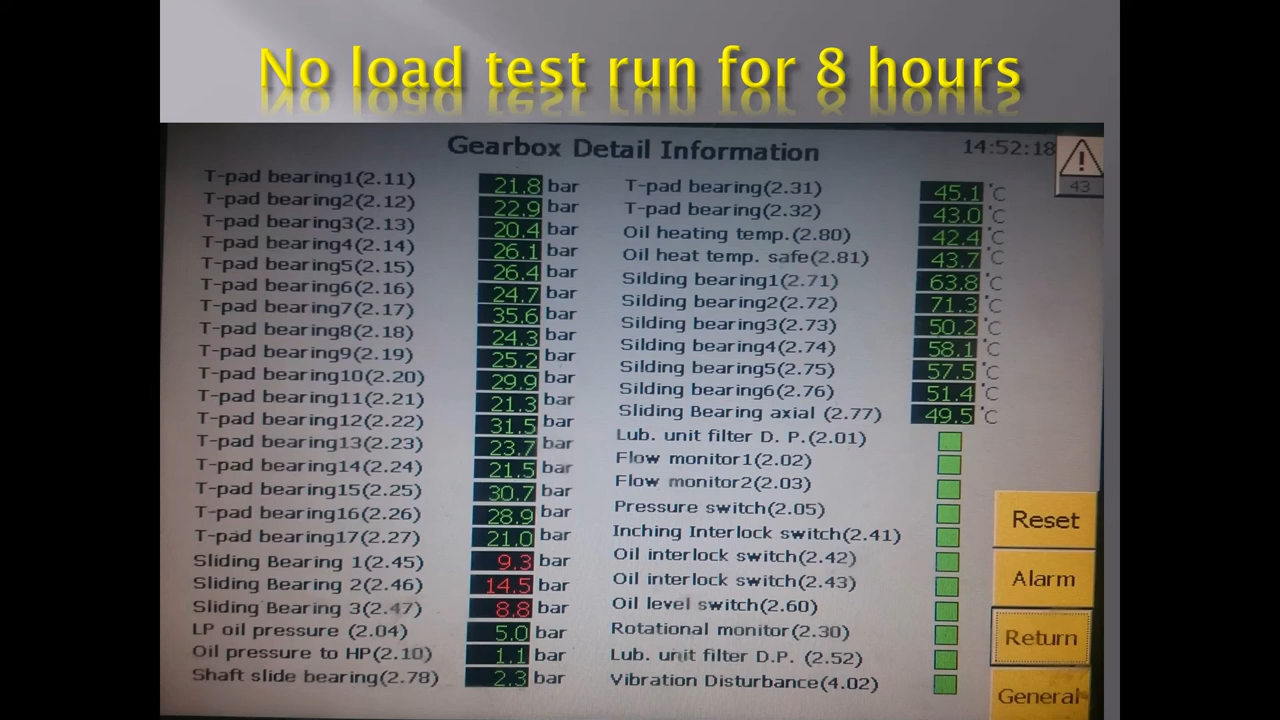 No load test run for 8 hours
Gearbox Detail Information
14:52:18
43
T-pad bearing1(2.11) 21.8 bar
T-pad bearing2(2.12) 22.9 bar
T-pad bearing3(2.13) 20.4 bar
T-pad bearing4(2.14) 26.1 bar
T-pad bearing5(2.15) 26.4 bar
T-pad bearing6(2.16) 24.7 bar
T-pad bearing7(2.17) 35.6 bar
T-pad bearing8(2.18) 24.3 bar
T-pad bearing9(2.19) 25.2 bar
T-pad bearing10(2.20) 29.9 bar
T-pad bearing11(2.21) 21.3 bar
T-pad bearing12(2.22) 31.5 bar
T-pad bearing13(2.23) 23.7 bar
T-pad bearing14(2.24) 21.5 bar
T-pad bearing15(2.25) 30.7 bar
T-pad bearing16(2.26) 28.9 bar
T-pad bearing17(2.27) 21.0 bar
Sliding Bearing 1(2.45) 9.3 bar
Sliding Bearing 2(2.46) 14.5 bar
Sliding Bearing 3(2.47) 8.8 bar
LP oil pressure (2.04) 5.0 bar
Oil pressure to HP(2.10) 1.1 bar
Shaft slide bearing(2.78) 2.3 bar
T-pad bearing(2.31) 45.1 °C
T-pad bearing(2.32) 43.0 °C
Oil heating temp.(2.80) 42.4 °C
Oil heat temp. safe(2.81) 43.7 °C
Silding bearing1(2.71) 63.8 °C
Silding bearing2(2.72) 71.3 °C
Silding bearing3(2.73) 50.2 °C
Silding bearing4(2.74) 58.1 °C
Silding bearing5(2.75) 57.5 °C
Silding bearing6(2.76) 51.4 °C
Sliding Bearing axial (2.77) 49.5 °C
Lub. unit filter D. P.(2.01)
Flow monitor1(2.02)
Flow monitor2(2.03)
Pressure switch(2.05)
Inching Interlock switch(2.41)
Oil interlock switch(2.42)
Oil interlock switch(2.43)
Oil level switch(2.60)
Rotational monitor(2.30)
Lub. unit filter D.P. (2.52)
Vibration Disturbance(4.02)
Reset
Alarm
Return
General